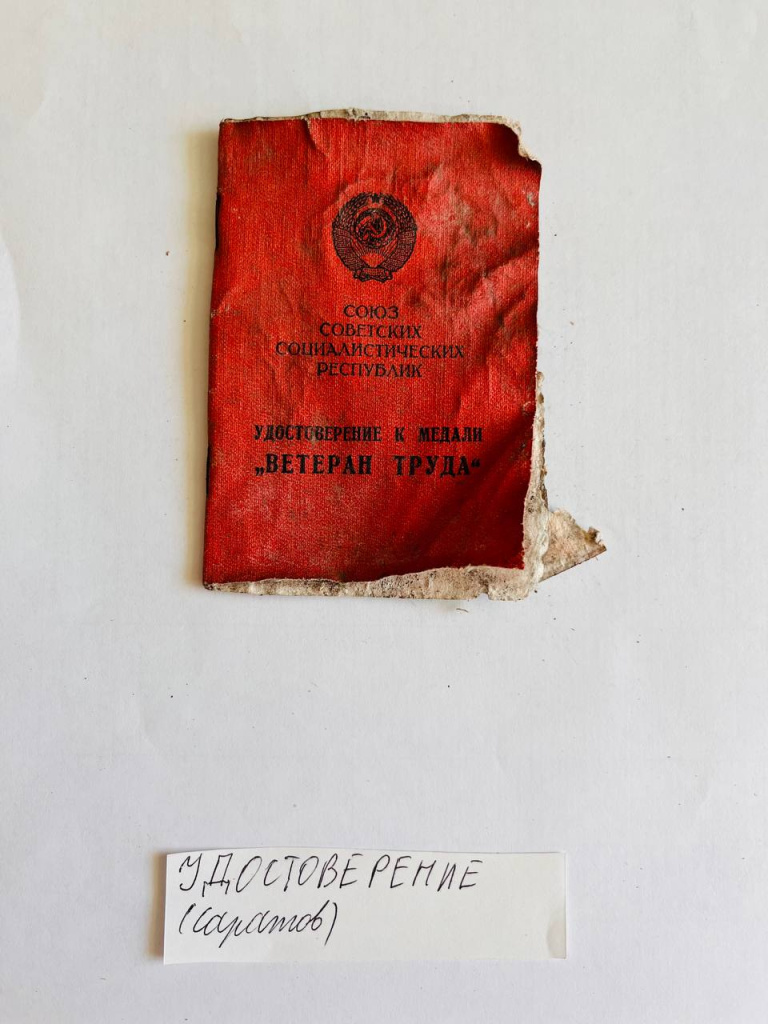 СОЮЗ
СОВЕТСКИХ
СОЦИАЛИСТИЧЕСКИХ
РЕСПУБЛИК
УДОСТОВЕРЕНИЕ К МЕДАЛИ
„ВЕТЕРАН ТРУДА“
УДОСТОВЕРЕНИЕ
(Саратов)